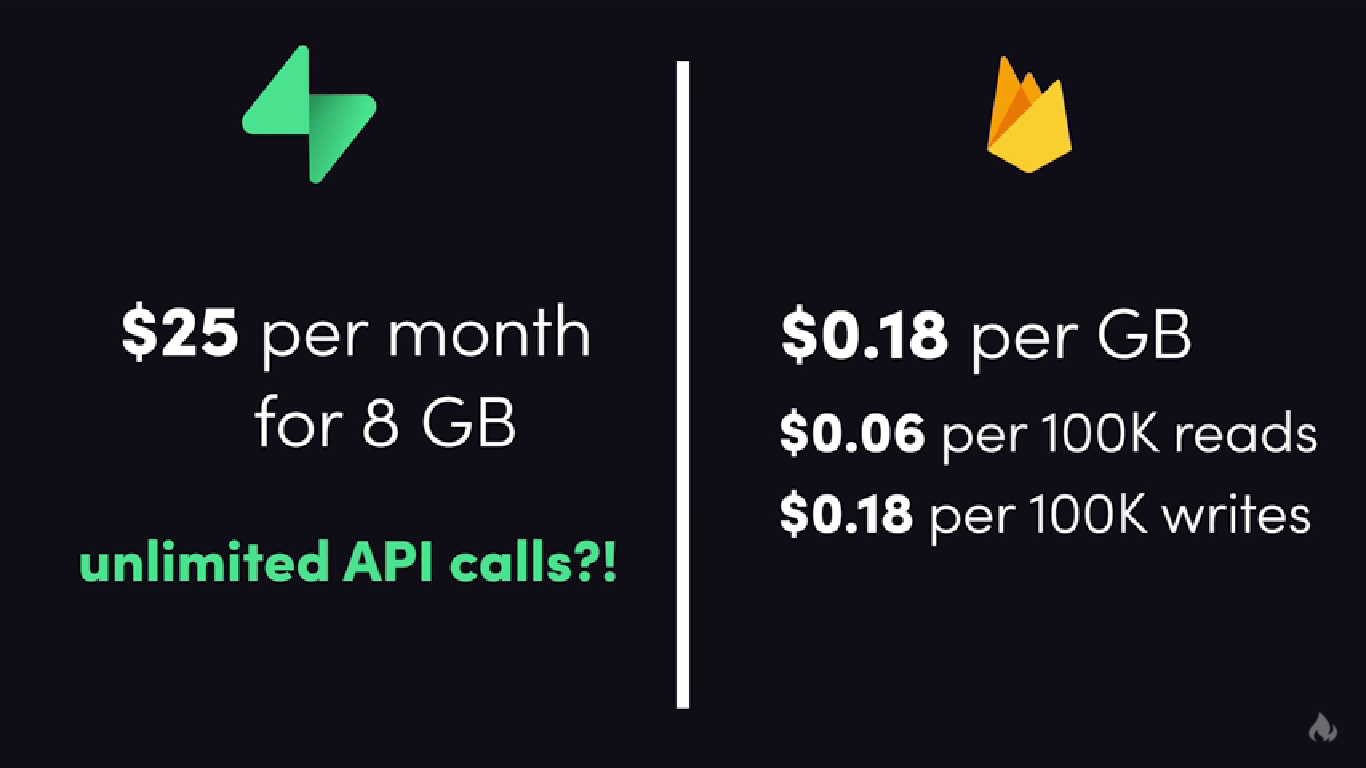 $25 per month
for 8 GB
unlimited API calls?!
$0.18 per GB
$0.06 per 100K reads
$0.18 per 100K writes